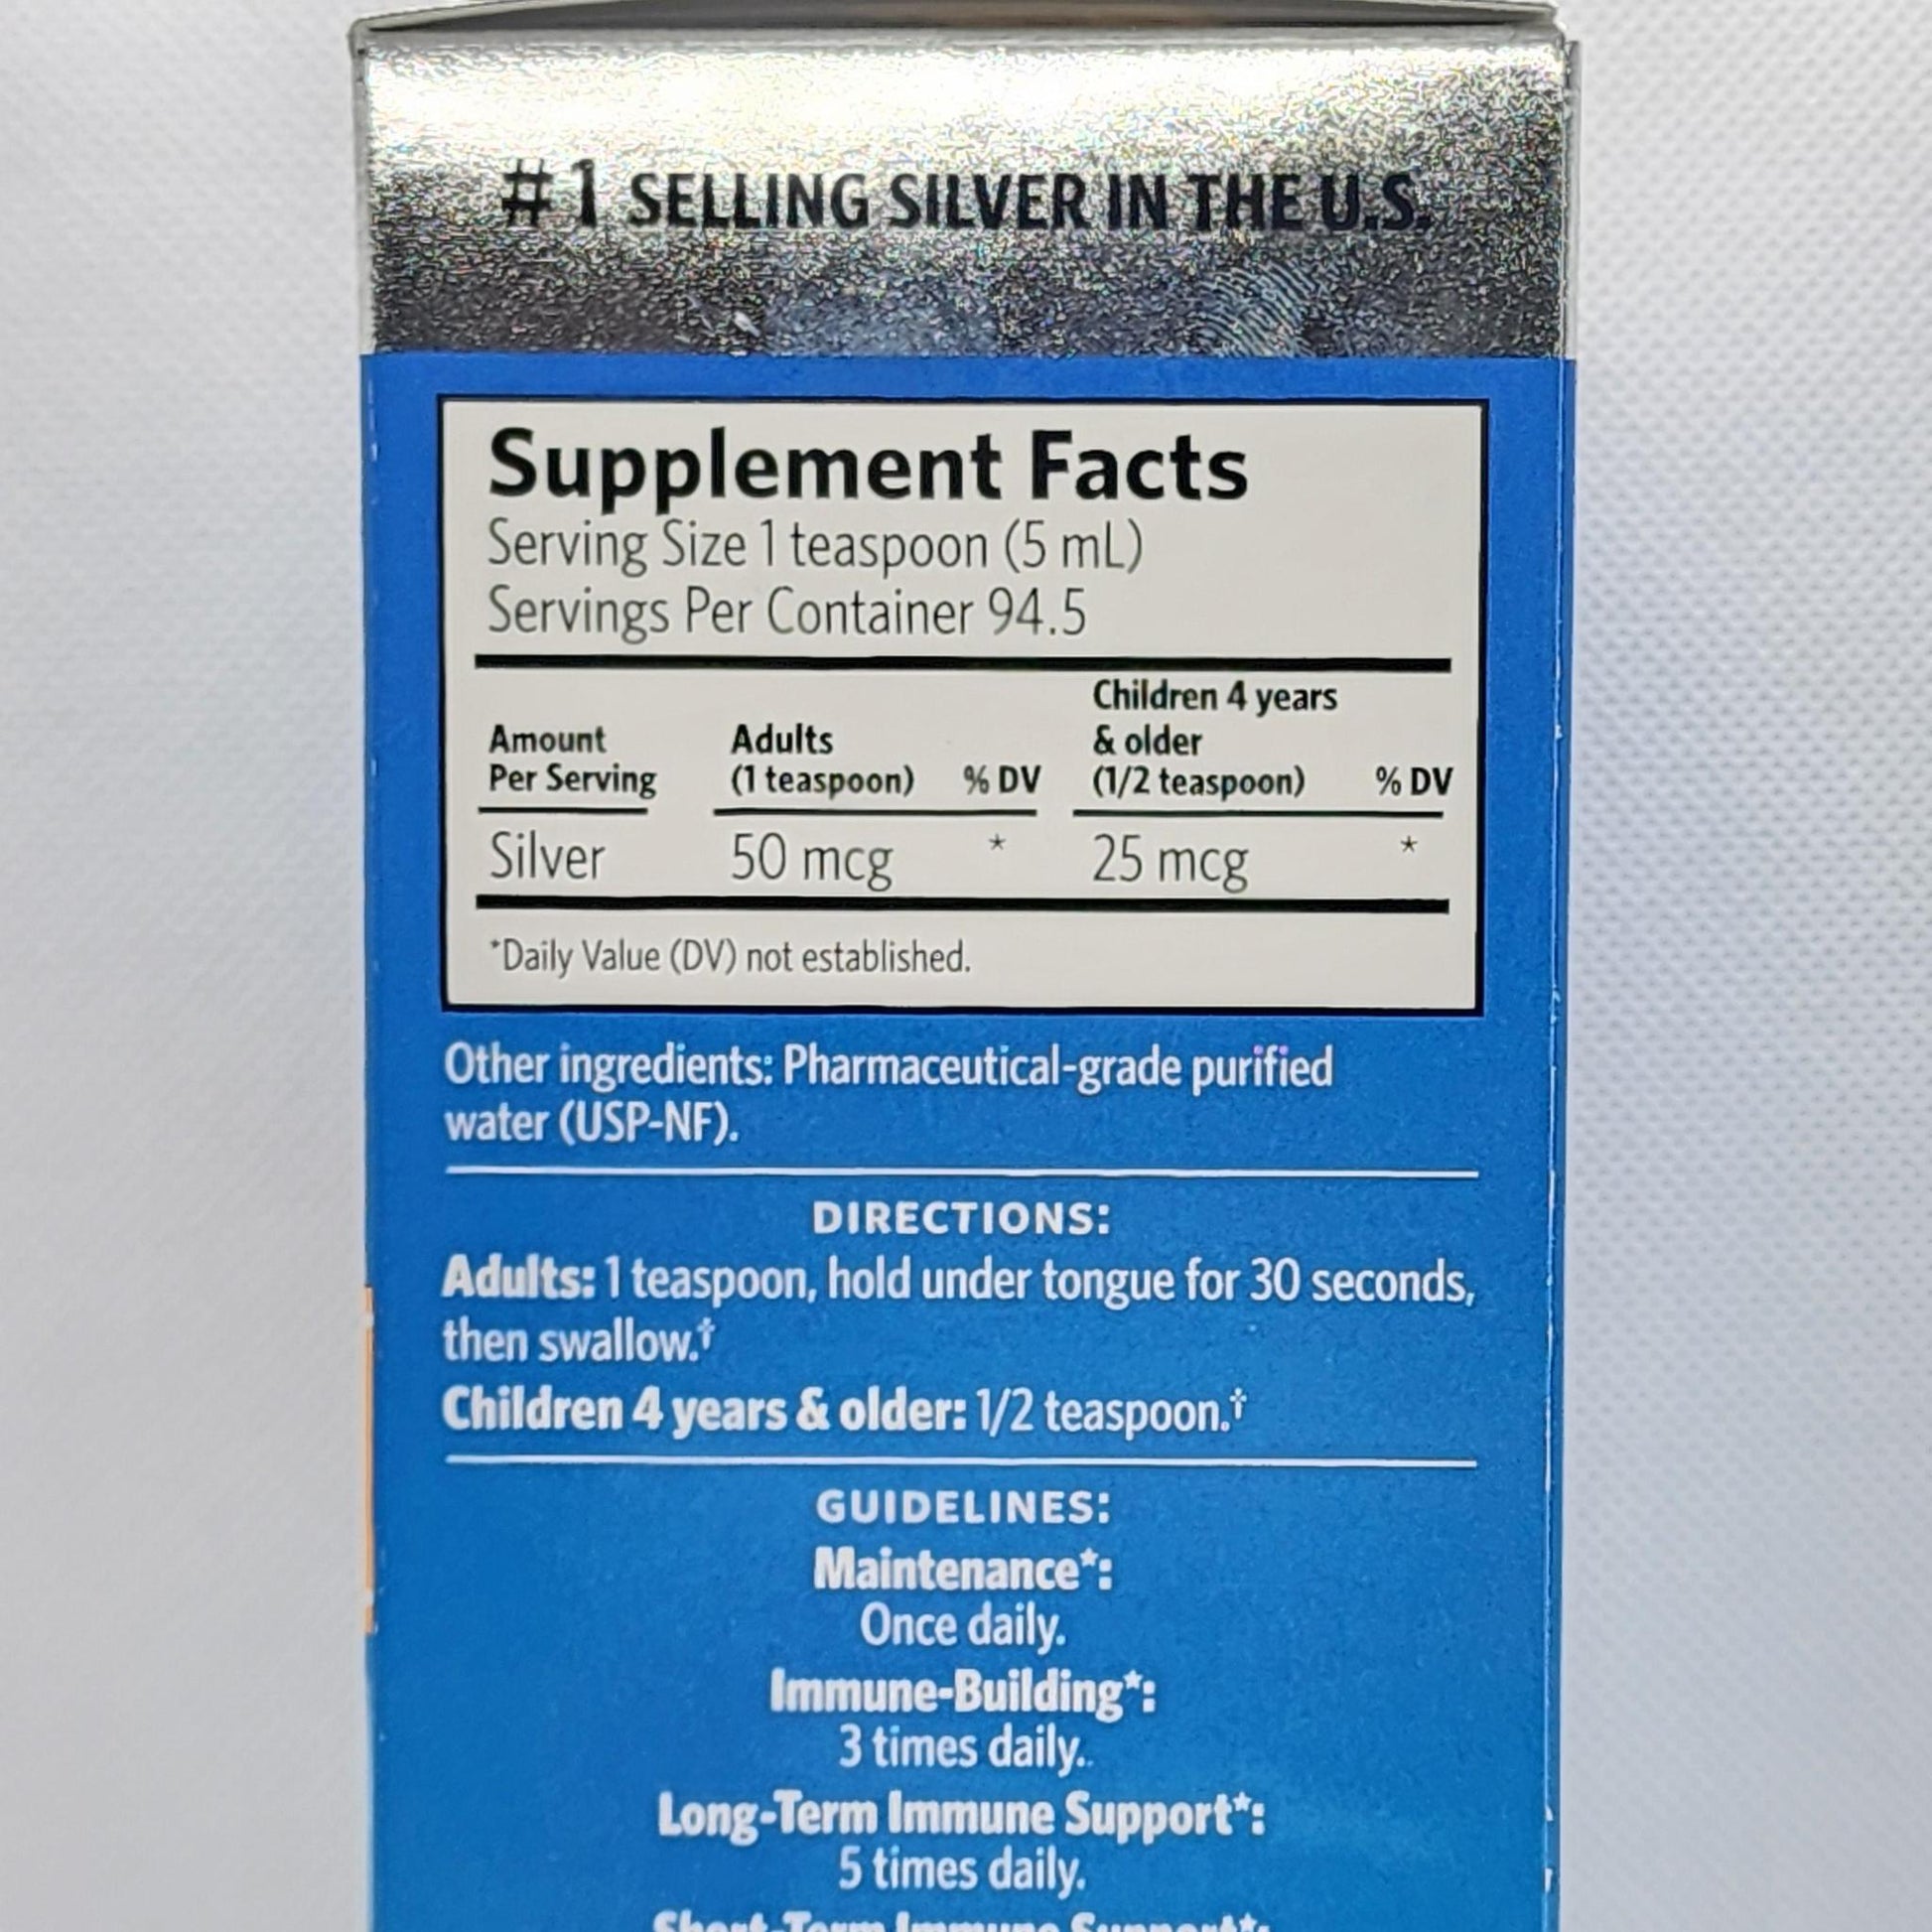 #1 SELLING SILVER IN THE U.S.
Supplement Facts
Serving Size 1 teaspoon (5 mL)
Servings Per Container 94.5
Children 4 years
Amount Adults & older
Per Serving (1 teaspoon) % DV (1/2 teaspoon) % DV
Silver 50 mcg * 25 mcg *
*Daily Value (DV) not established.
Other ingredients: Pharmaceutical-grade purified
water (USP-NF).
DIRECTIONS:
Adults: 1 teaspoon, hold under tongue for 30 seconds,
then swallow.†
Children 4 years & older: 1/2 teaspoon.†
GUIDELINES:
Maintenance*:
Once daily.
Immune-Building*:
3 times daily..
Long-Term Immune Support*:
5 times daily.
Short-Term Immune Support*: